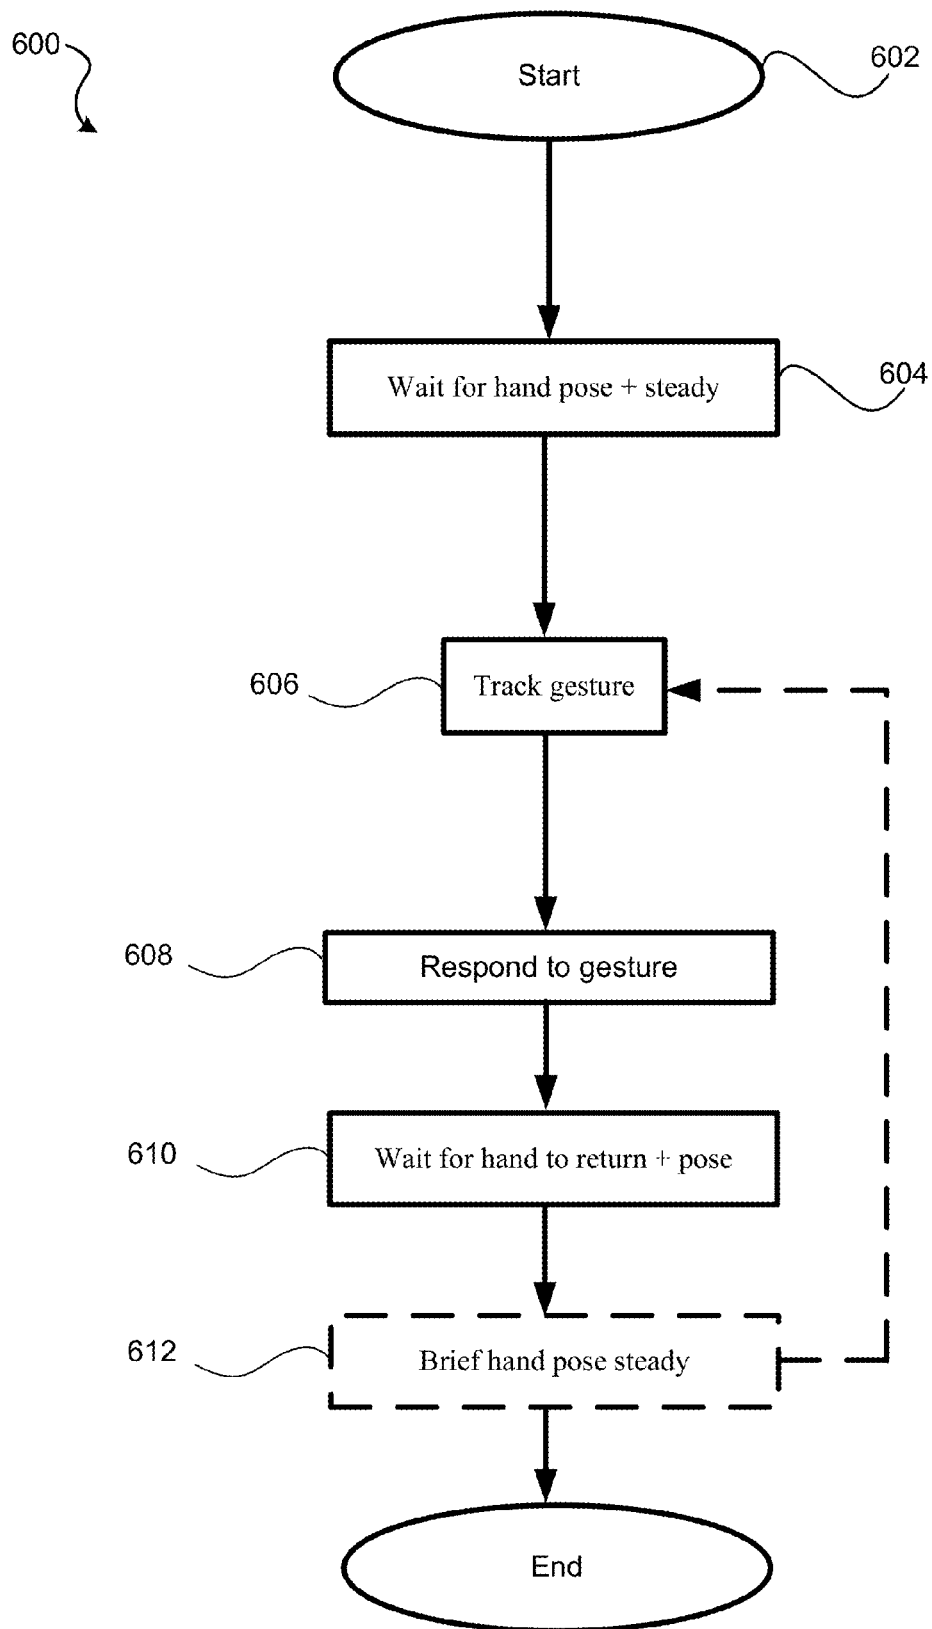 600
Start
602
Wait for hand pose + steady
604
606
Track gesture
608
Respond to gesture
610
Wait for hand to return + pose
612
Brief hand pose steady
End